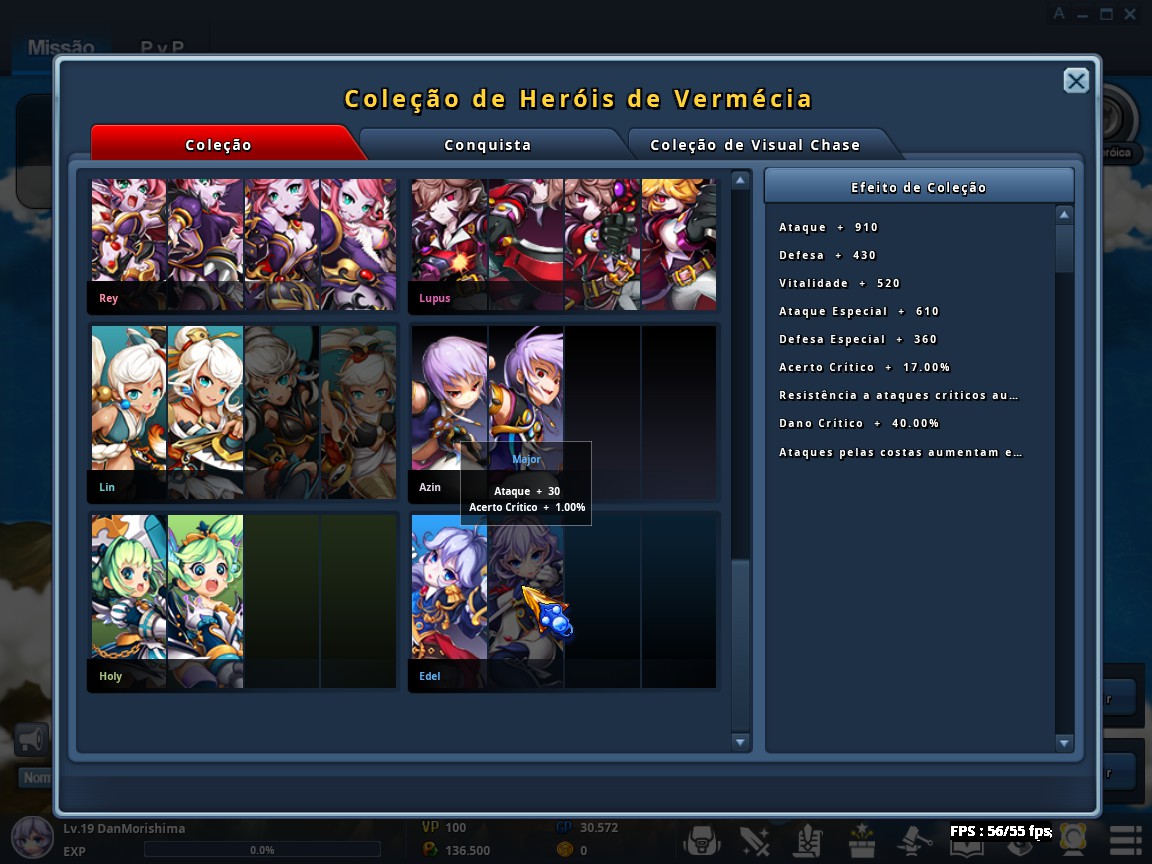 A
Missão
PvP
Coleção de Heróis de Vermécia
Coleção
Conquista
Coleção de Visual Chase
Efeito de Coleção
Ataque + 910
Defesa + 430
Vitalidade + 520
Ataque Especial + 610
Defesa Especial + 360
Acerto Crítico + 17.00%
Resistência a ataques críticos au...
Dano Crítico + 40.00%
Ataques pelas costas aumentam e...
Rey
Lupus
Lin
Azin
Major
Ataque + 30
Acerto Crítico + 1.00%
Holy
Edel
Lv.19 DanMorishima
EXP
0.0%
VP 100
136.500
GP 30.572
0
FPS : 56/55 fps